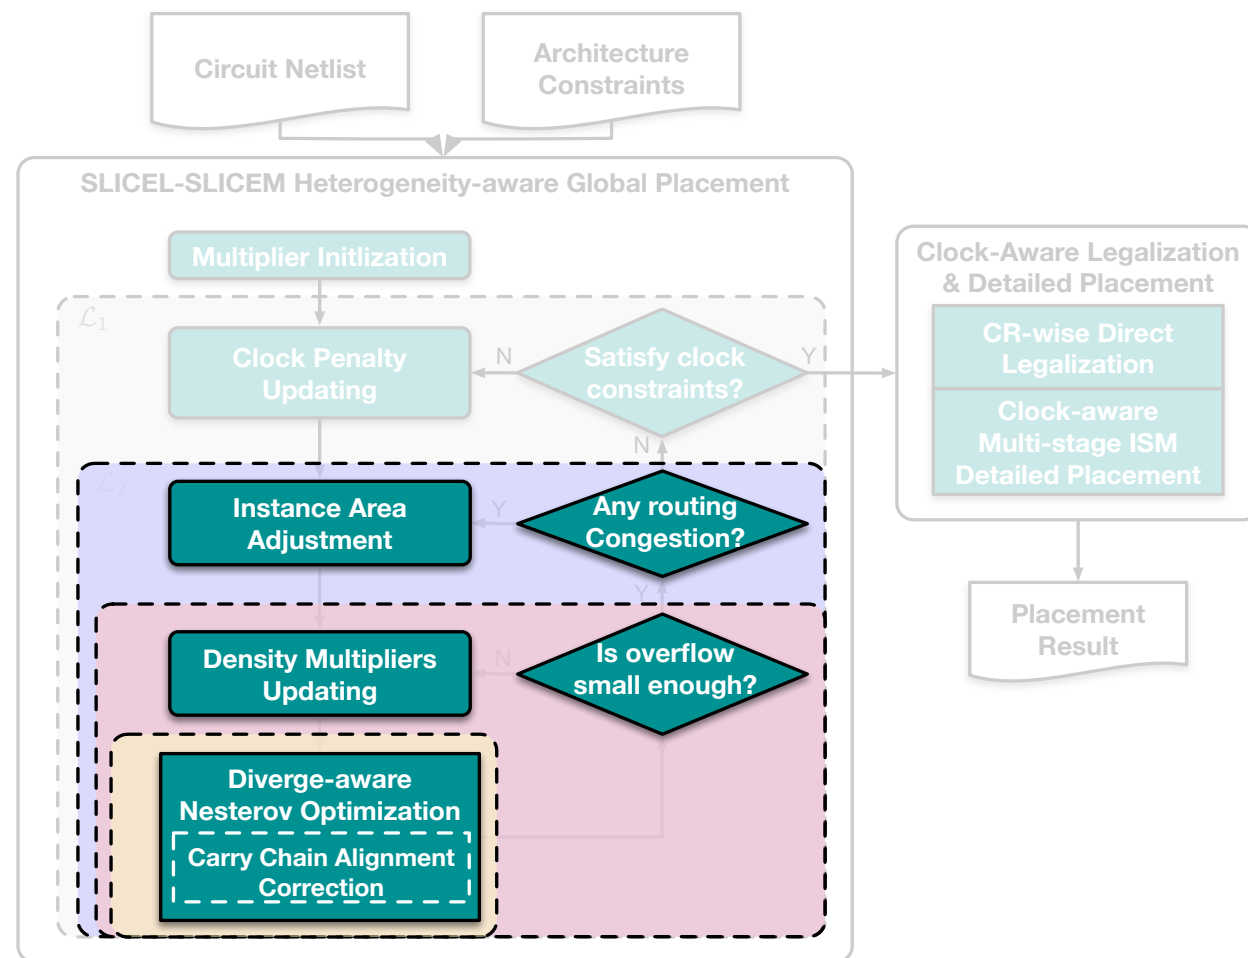 Circuit Netlist
Architecture
Constraints
SLICEL-SLICEM Heterogeneity-aware Global Placement
Multiplier Initlization
ℒ₁
Clock Penalty
Updating
N
Satisfy clock
constraints?
Y
N
ℒ₂
Instance Area
Adjustment
Y
Any routing
Congestion?
Y
Density Multipliers
Updating
N
Is overflow
small enough?
Diverge-aware
Nesterov Optimization
Carry Chain Alignment
Correction
Clock-Aware Legalization
& Detailed Placement
CR-wise Direct
Legalization
Clock-aware
Multi-stage ISM
Detailed Placement
Placement
Result